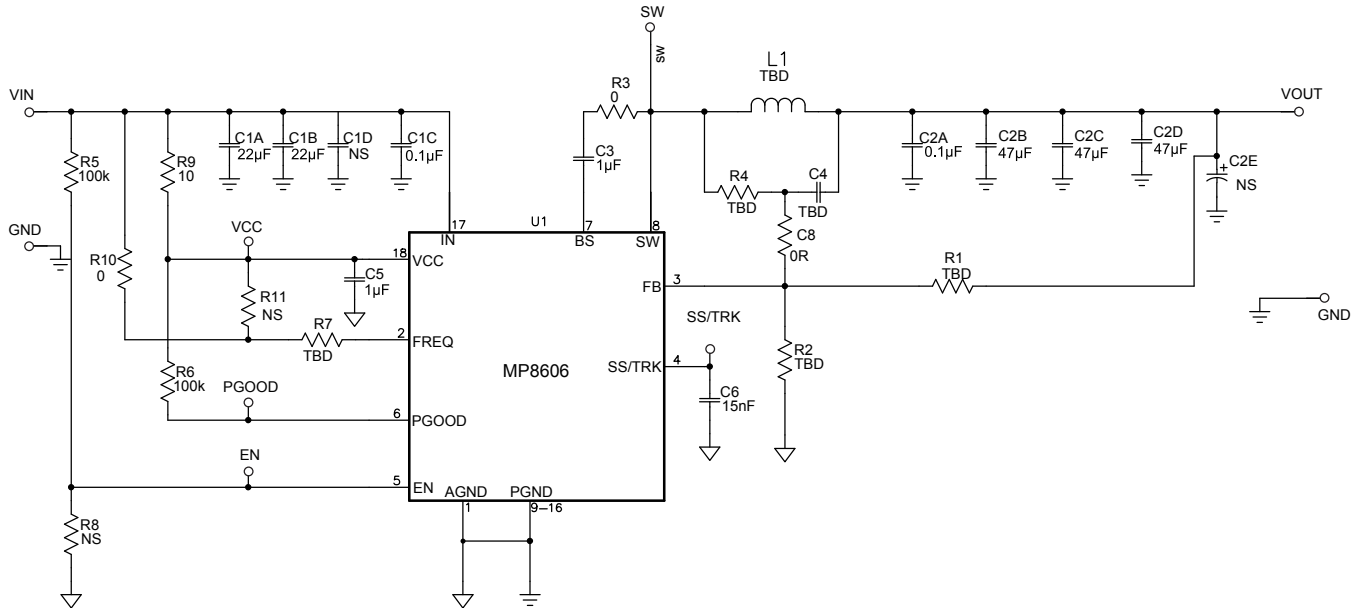 SW
SW
L1
TBD
VIN
R3
0
VOUT
R5
100k
R9
10
C1A
22µF
C1B
22µF
C1D
NS
C1C
0.1µF
C3
1µF
C2A
0.1µF
C2B
47µF
C2C
47µF
C2D
47µF
+
C2E
NS
R4
TBD
C4
TBD
GND
VCC
U1
17
IN
7
BS
8
SW
C8
0R
R10
0
18
VCC
C5
1µF
R11
NS
R1
TBD
FB
3
SS/TRK
GND
R7
TBD
2
FREQ
R2
TBD
MP8606
SS/TRK
4
R6
100k
PGOOD
C6
15nF
6
PGOOD
EN
5
EN
AGND
1
PGND
9–16
R8
NS